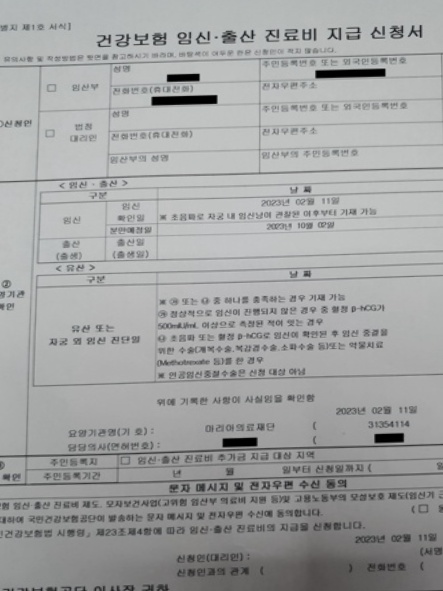 별지 제1호 서식]
건강보험 임신·출산 진료비 지급 신청서
유의사항 및 작성방법은 뒷면을 참고하시기 바라며, 바탕색이 어두운 란은 신청인이 적지 않습니다.
성명
주민등록번호 또는 외국인등록번호
□ 임산부
전화번호(휴대전화)
전자우편주소
①신청인
성명
주민등록번호 또는 외국인등록번호
□ 법정
대리인
전화번호(휴대전화)
전자우편주소
임산부의 성명
임산부의 주민등록번호
< 임신·출산 >
구분
날 짜
임신
임신
확인일
2023년 02월 11일
※ 초음파로 자궁 내 임신낭이 관찰된 이후부터 기재 가능
분만예정일
2023년 10월 02일
출산
(출생)
출산일
(출생일)
< 유산 >
구분
날 짜
②
확인
유산 또는
자궁 외 임신 진단일
※ ㉮ 또는 ㉯ 중 하나를 충족하는 경우 기재 가능
㉮ 정상적으로 임신이 진행되지 않은 경우 중 혈청 β-hCG가
500mIU/mL 이상으로 측정된 적이 있는 경우
㉯ 초음파 또는 혈청 β-hCG로 임신이 확인된 후 임신 중결을
위한 수술(개복수술,복강경수술,소파수술 등)또는 약물치료
(Methotrexate 등)를 한 경우
※ 인공임신중절수술은 신청 대상 아님
위에 기록한 사항이 사실임을 확인함
2023년 02월 11일
요양기관명(기 호) : 마리아의료재단 ( 31354114
담당의사(면허번호) : (
③
확인
주민등록지
□ 임신·출산 진료비 추가금 지급 대상 지역
주민등록기간
년 월 일부터 신청일까지 ( 일
문자 메시지 및 전자우편 수신 동의
험 임신·출산 진료비 제도, 모자보건사업(고위험 임산부 의료비 지원 등)및 고용노동부의 모성보호 제도(임신기 근
대하여 국민건강보험공단이 발송하는 문자 메시지 및 전자우편 수신에 동의합니다. ( □
건강보험법 시행령」제23조제4항에 따라 임신·출산 진료비의 지급을 신청합니다.
2023년 02월 11일
신청인(대리인) : (서명
신청인과의 관계 ( ) 전화번호 (
건강보험공단 이사장 귀하